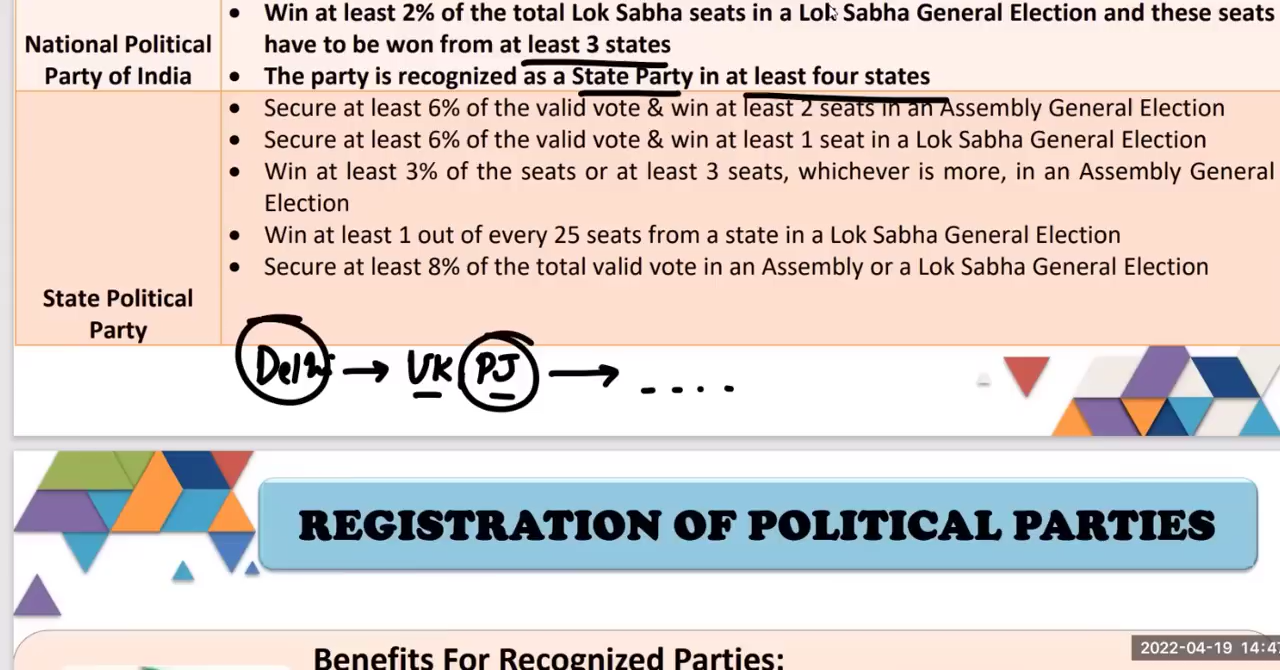 • Win at least 2% of the total Lok Sabha seats in a Lok Sabha General Election and these seats
have to be won from at least 3 states
National Political
Party of India
• The party is recognized as a State Party in at least four states
• Secure at least 6% of the valid vote & win at least 2 seats in an Assembly General Election
• Secure at least 6% of the valid vote & win at least 1 seat in a Lok Sabha General Election
• Win at least 3% of the seats or at least 3 seats, whichever is more, in an Assembly General
Election
• Win at least 1 out of every 25 seats from a state in a Lok Sabha General Election
• Secure at least 8% of the total valid vote in an Assembly or a Lok Sabha General Election
State Political
Party
Delhi → UK PJ → ....
REGISTRATION OF POLITICAL PARTIES
Benefits For Recognized Parties:
2022-04-19 14:4